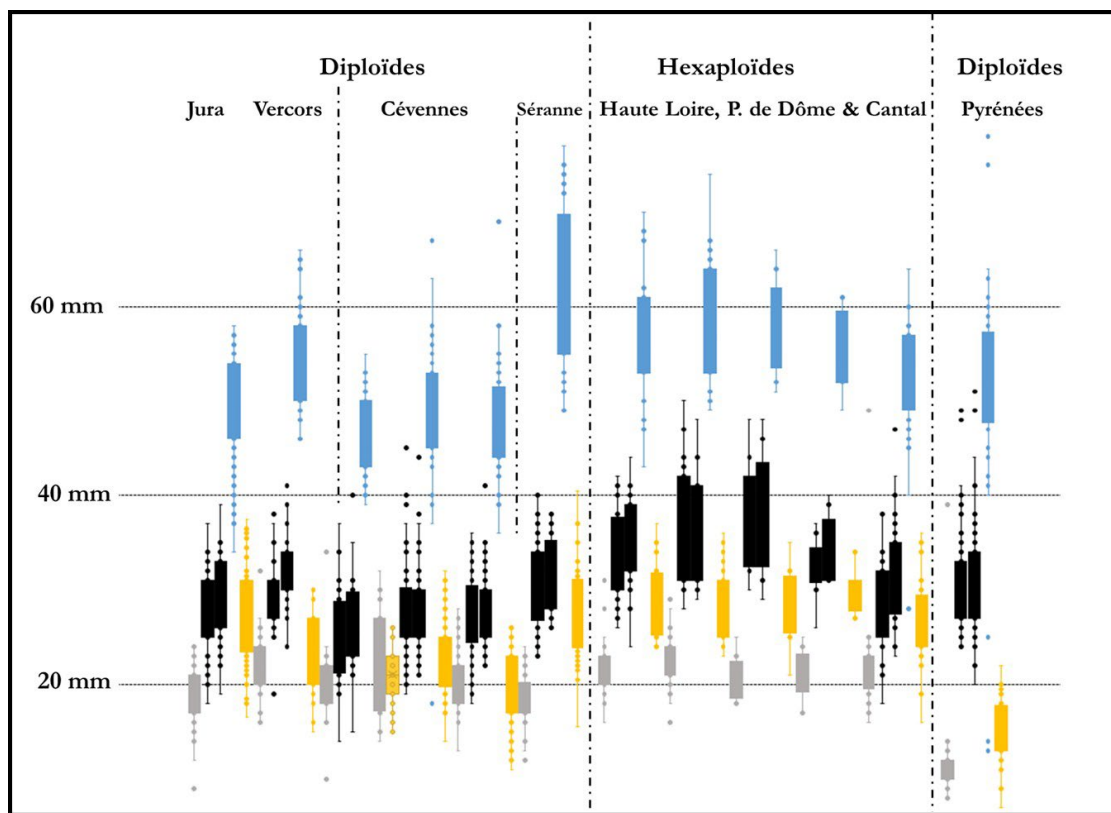 Diploïdes Hexaploïdes Diploïdes
Jura Vercors Cévennes Séranne Haute Loire, P. de Dôme & Cantal Pyrénées
60 mm
40 mm
20 mm